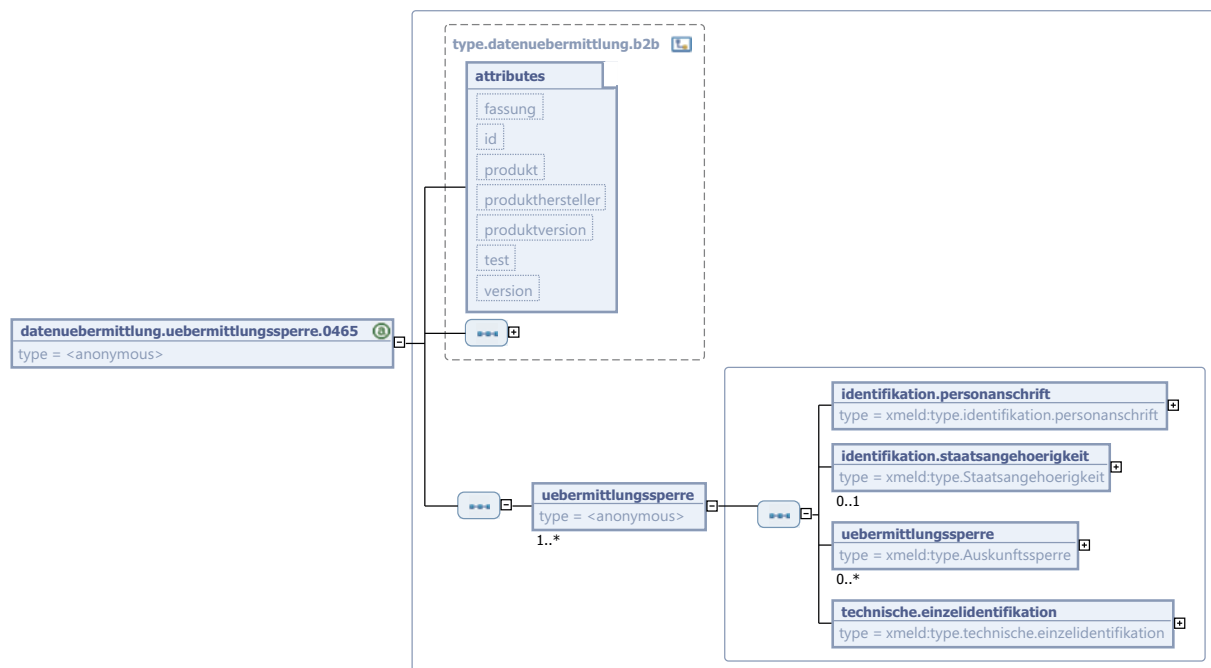 type.datenuebermittlung.b2b
attributes
fassung
id
produkt
produkthersteller
produktversion
test
version
datenuebermittlung.uebermittlungssperre.0465
type = <anonymous>
identifikation.personanschrift
type = xmeld:type.identifikation.personanschrift
identifikation.staatsangehoerigkeit
type = xmeld:type.Staatsangehoerigkeit
0..1
uebermittlungssperre
type = <anonymous>
1..*
uebermittlungssperre
type = xmeld:type.Auskunftssperre
0..*
technische.einzelidentifikation
type = xmeld:type.technische.einzelidentifikation